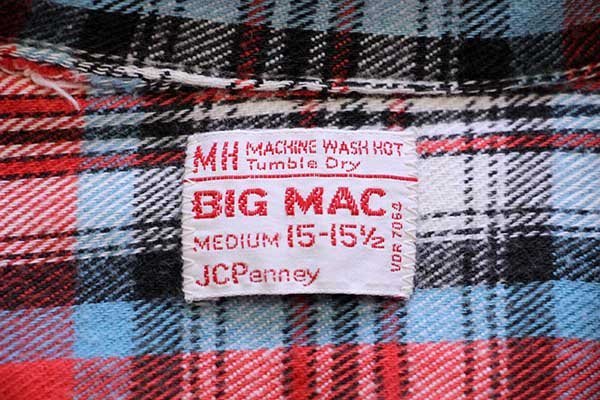 MH MACHINE WASH HOT
Tumble Dry
BIG MAC
MEDIUM 15-15½
JCPenney
VDR 7064